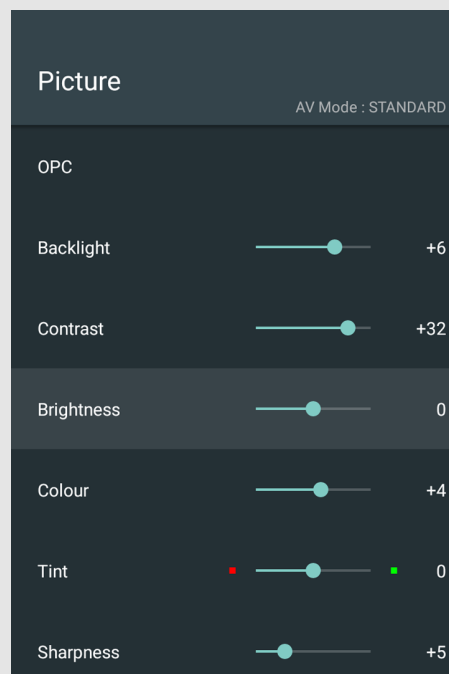 Picture
AV Mode : STANDARD
OPC
Backlight +6
Contrast +32
Brightness 0
Colour +4
Tint 0
Sharpness +5